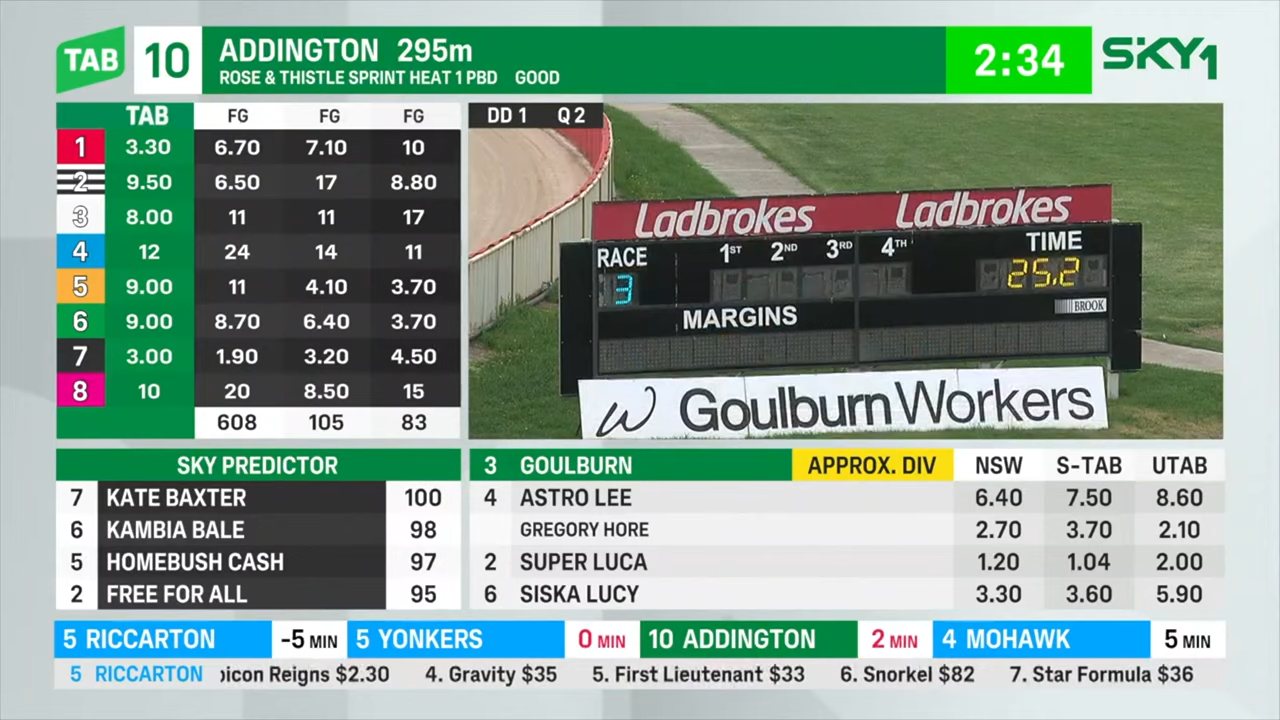 TAB 10 ADDINGTON 295m 2:34 SKY1
ROSE & THISTLE SPRINT HEAT 1 PBD GOOD
TAB FG FG FG
1 3.30 6.70 7.10 10
2 9.50 6.50 17 8.80
3 8.00 11 11 17
4 12 24 14 11
5 9.00 11 4.10 3.70
6 9.00 8.70 6.40 3.70
7 3.00 1.90 3.20 4.50
8 10 20 8.50 15
608 105 83
DD 1 Q 2
Ladbrokes Ladbrokes
RACE 1ST 2ND 3RD 4TH TIME
3 25.2
MARGINS BROOK
w Goulburn Workers
SKY PREDICTOR
7 KATE BAXTER 100
6 KAMBIA BALE 98
5 HOMEBUSH CASH 97
2 FREE FOR ALL 95
3 GOULBURN APPROX. DIV NSW S-TAB UTAB
4 ASTRO LEE 6.40 7.50 8.60
GREGORY HORE 2.70 3.70 2.10
2 SUPER LUCA 1.20 1.04 2.00
6 SISKA LUCY 3.30 3.60 5.90
5 RICCARTON -5 MIN 5 YONKERS 0 MIN 10 ADDINGTON 2 MIN 4 MOHAWK 5 MIN
5 RICCARTON Reigns $2.30 4. Gravity $35 5. First Lieutenant $33 6. Snorkel $82 7. Star Formula $36